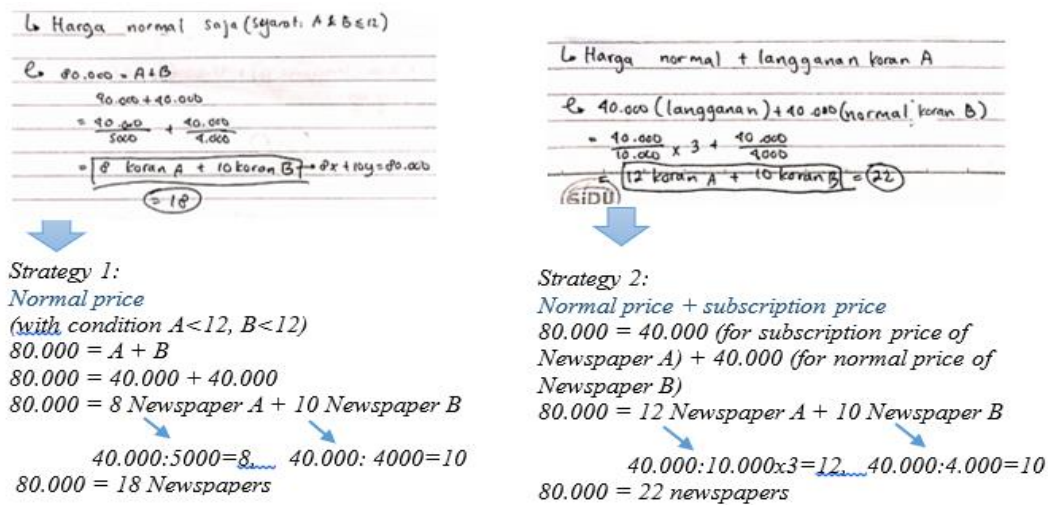 ↳ Harga normal saja (syarat: A & B ≤ 12)
80.000 = A + B
40.000 + 40.000
= 40.000/5000 + 40.000/4.000
= 8 koran A + 10 koran B → 8x + 10y = 80.000
= 18
Strategy 1:
Normal price
(with condition A<12, B<12)
80.000 = A + B
80.000 = 40.000 + 40.000
80.000 = 8 Newspaper A + 10 Newspaper B
40.000:5000=8, 40.000: 4000=10
80.000 = 18 Newspapers
↳ Harga normal + langganan koran A
40.000 (langganan) + 40.000 (normal koran B)
= 40.000/10.000 x 3 + 40.000/4000
= 12 koran A + 10 koran B = 22
SIDU
Strategy 2:
Normal price + subscription price
80.000 = 40.000 (for subscription price of
Newspaper A) + 40.000 (for normal price of
Newspaper B)
80.000 = 12 Newspaper A + 10 Newspaper B
40.000:10.000x3=12, 40.000:4.000=10
80.000 = 22 newspapers